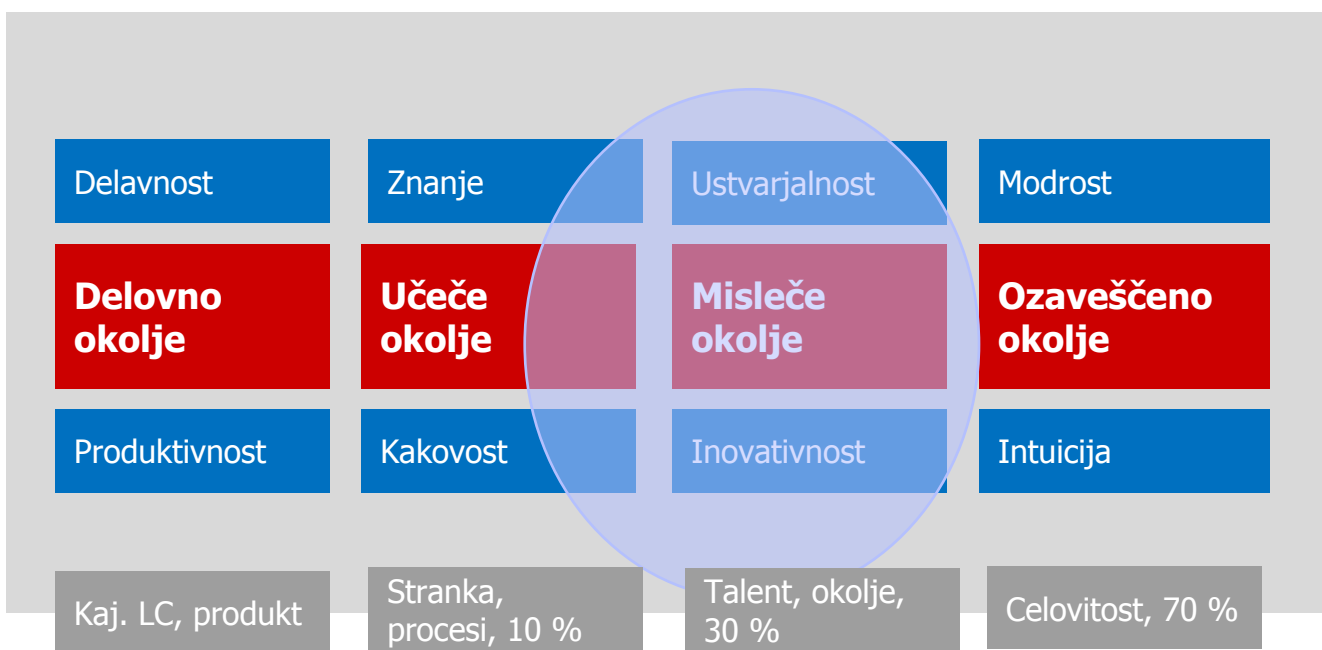 Delavnost
Znanje
Ustvarjalnost
Modrost
Delovno
okolje
Učeče
okolje
Misleče
okolje
Ozaveščeno
okolje
Produktivnost
Kakovost
Inovativnost
Intuicija
Kaj. LC, produkt
Stranka,
procesi, 10 %
Talent, okolje,
30 %
Celovitost, 70 %